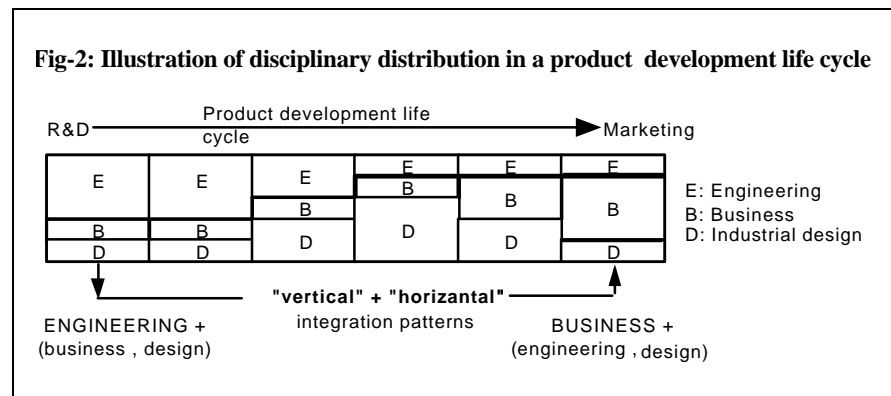 Fig-2: Illustration of disciplinary distribution in a product development life cycle
Product development life
cycle
R&D
Marketing
E E E E E E
B B B B B B
D D D D D D
E: Engineering
B: Business
D: Industrial design
"vertical" + "horizantal"
integration patterns
ENGINEERING +
(business , design)
BUSINESS +
(engineering , design)